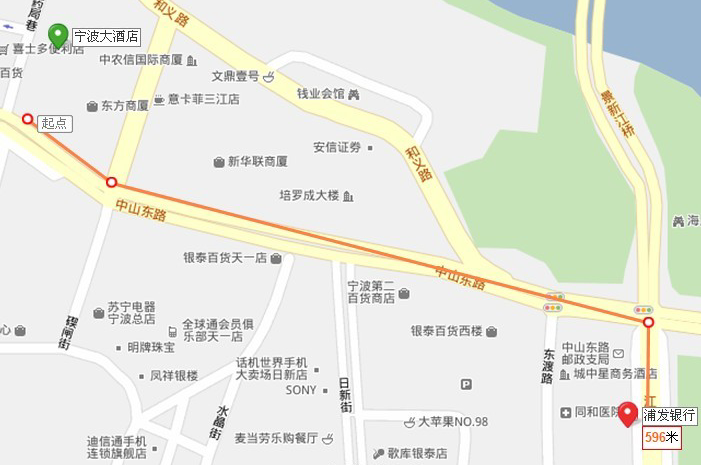 药局巷
和义路
宁波大酒店
喜士多便利店
百货
中农信国际商厦
文鼎壹号
钱业会馆
景新江桥
东方商厦
意卡菲三江店
起点
安信证券
和义路
新华联商厦
培罗成大楼
中山东路
海
银泰百货天一店
中山东路
宁波第二
百货商店
苏宁电器
宁波总店
全球通会员俱
乐部天一店
银泰百货西楼
心
碶闸街
明牌珠宝
中山东路
邮政支局
城中星商务酒店
东渡路
话机世界手机
大卖场日新店
凤祥银楼
SONY
P
日新街
江
水晶街
同和医院
浦发银行
大苹果NO.98
596米
迪信通手机
连锁旗舰店
麦当劳乐购餐厅
歌库银泰店